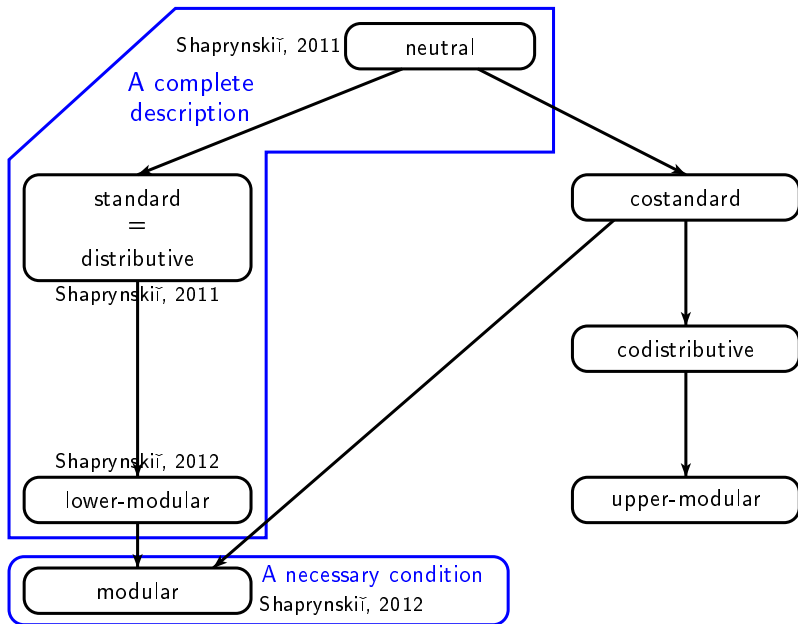 Shaprynskiĭ, 2011
neutral
A complete
description
standard
=
distributive
Shaprynskiĭ, 2011
costandard
codistributive
Shaprynskiĭ, 2012
lower-modular
upper-modular
modular
A necessary condition
Shaprynskiĭ, 2012